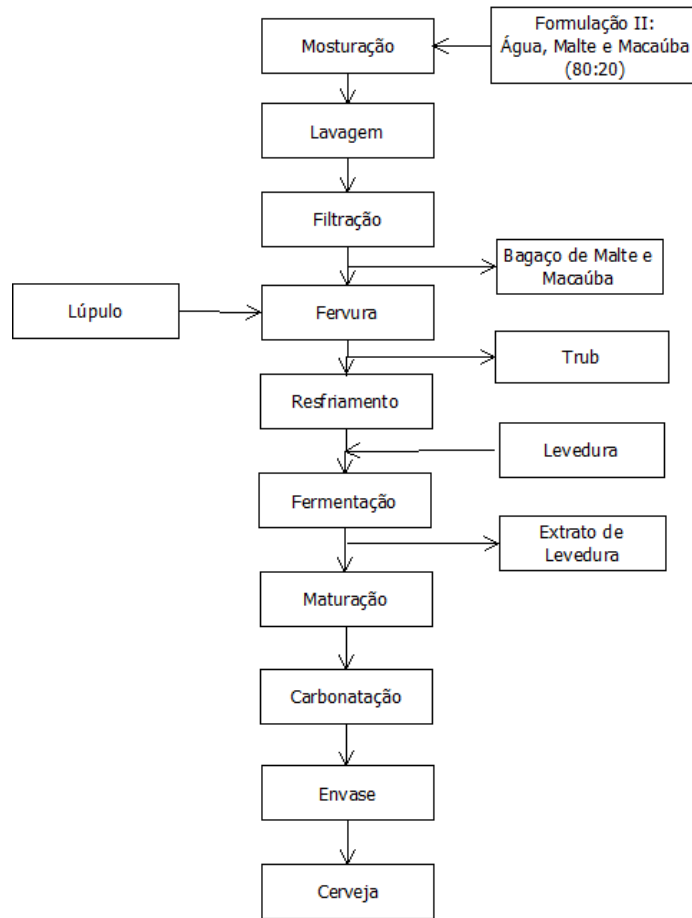 Formulação II:
Água, Malte e Macaúba
(80:20)
Mosturação
Lavagem
Filtração
Bagaço de Malte e
Macaúba
Lúpulo
Fervura
Trub
Resfriamento
Levedura
Fermentação
Extrato de
Levedura
Maturação
Carbonatação
Envase
Cerveja